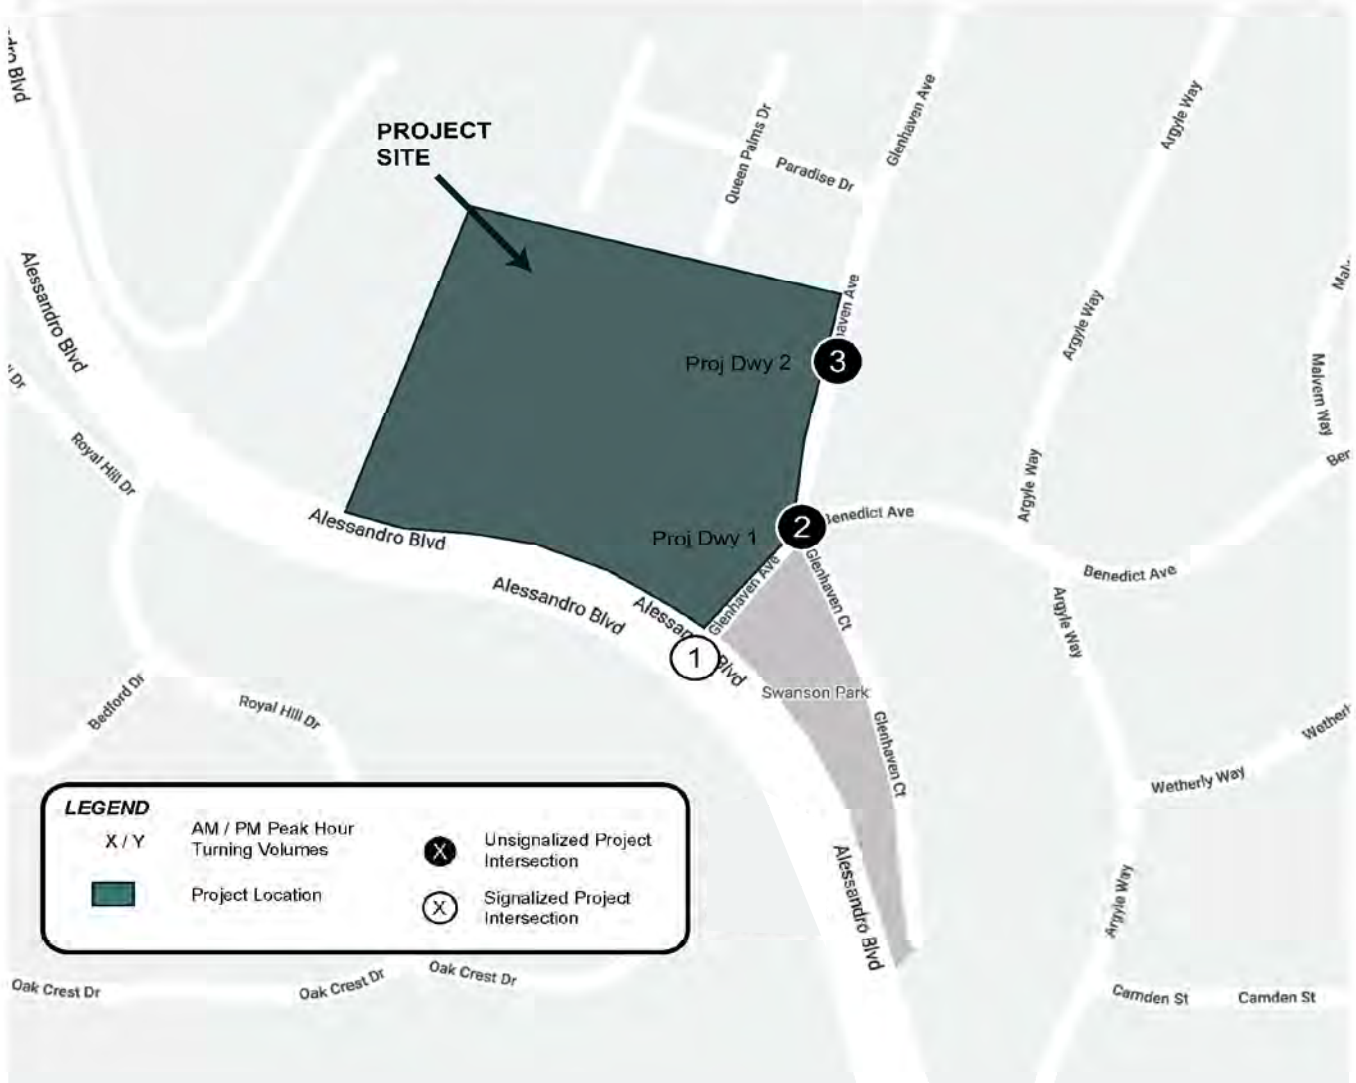 Alessandro Blvd
PROJECT
SITE
Queen Palms Dr
Paradise Dr
Glenhaven Ave
Argyle Way
Argyle Way
Argyle Way
Malvern Way
Proj Dwy 2
3
Royal Hill Dr
Alessandro Blvd
Alessandro Blvd
Proj Dwy 1
2
Benedict Ave
Benedict Ave
Glenhaven Ave
Glenhaven Ct
1
Blvd
Swanson Park
Glenhaven Ct
Argyle Way
Wetherly Way
Bedford Dr
Royal Hill Dr
Alessandro Blvd
Argyle Way
LEGEND
X / Y
AM / PM Peak Hour
Turning Volumes
Project Location
X
Unsignalized Project
Intersection
X
Signalized Project
Intersection
Oak Crest Dr
Oak Crest Dr
Oak Crest Dr
Camden St
Camden St